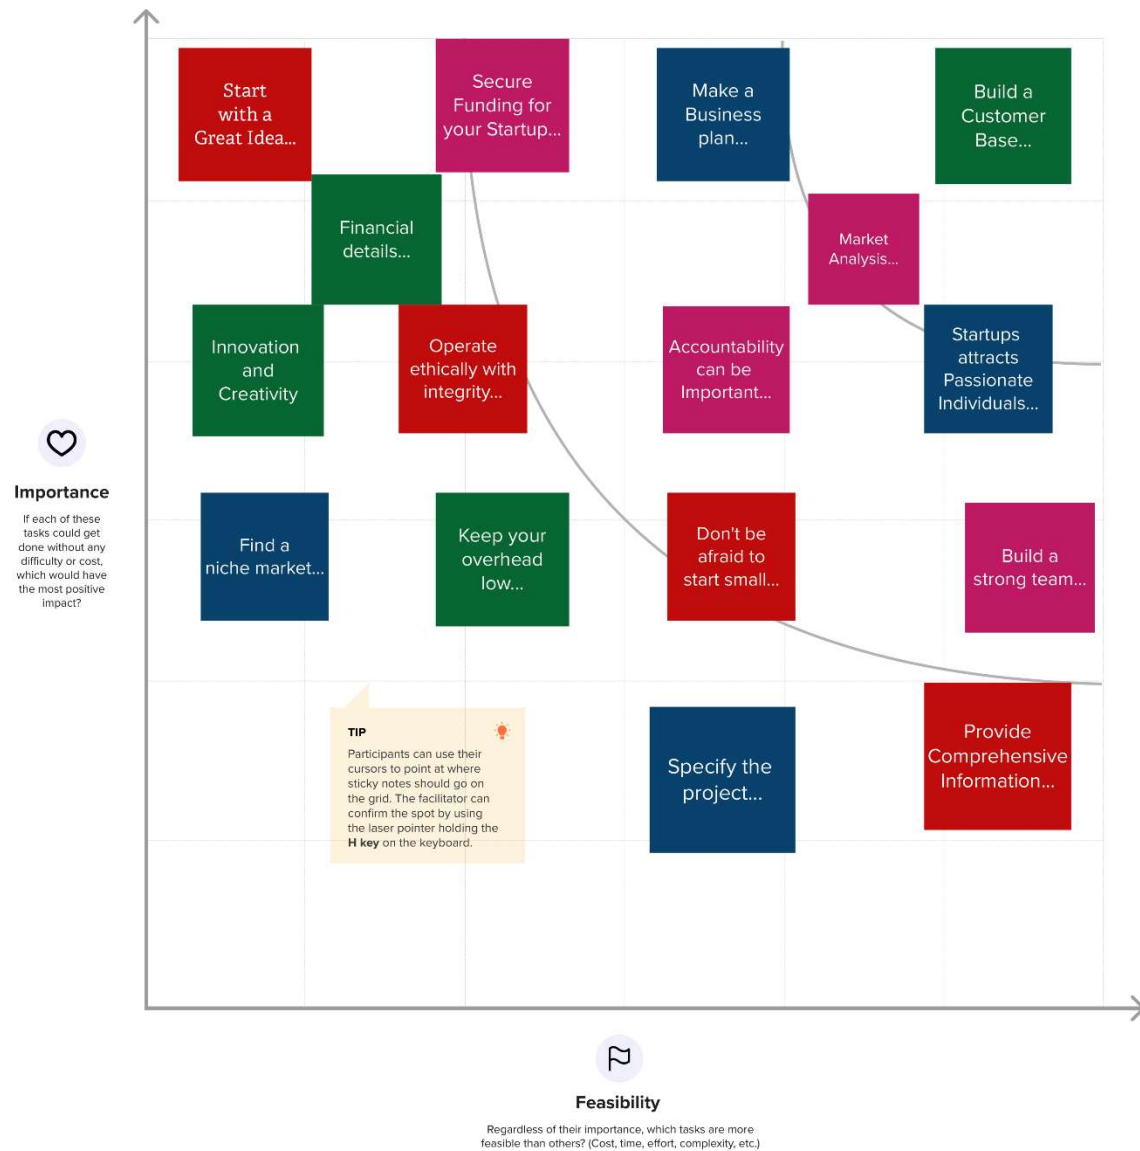 Start
with a
Great Idea...
Secure
Funding for
your Startup...
Make a
Business
plan...
Build a
Customer
Base...
Financial
details...
Market
Analysis...
Innovation
and
Creativity
Operate
ethically with
integrity...
Accountability
can be
Important...
Startups
attracts
Passionate
Individuals...
Importance
If each of these
tasks could get
done without any
difficulty or cost,
which would have
the most positive
impact?
Find a
niche market...
Keep your
overhead
low...
Don't be
afraid to
start small...
Build a
strong team...
TIP
Participants can use their
cursors to point at where
sticky notes should go on
the grid. The facilitator can
confirm the spot by using
the laser pointer holding the
H key on the keyboard.
Specify the
project...
Provide
Comprehensive
Information...
Feasibility
Regardless of their importance, which tasks are more
feasible than others? (Cost, time, effort, complexity, etc.)